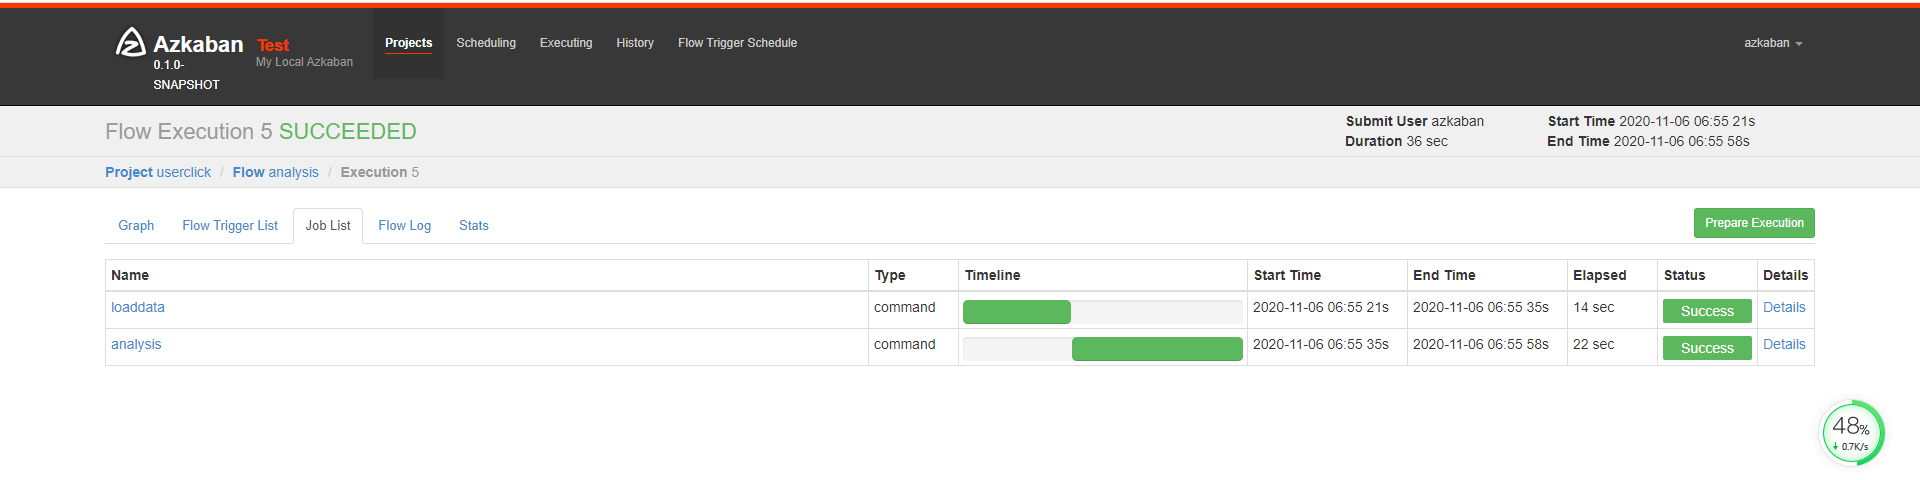 Azkaban Test
0.1.0-
SNAPSHOT
My Local Azkaban
Projects Scheduling Executing History Flow Trigger Schedule
azkaban
Flow Execution 5 SUCCEEDED
Submit User azkaban
Duration 36 sec
Start Time 2020-11-06 06:55 21s
End Time 2020-11-06 06:55 58s
Project userclick / Flow analysis / Execution 5
Graph Flow Trigger List Job List Flow Log Stats
Prepare Execution
Name Type Timeline Start Time End Time Elapsed Status Details
loaddata command 2020-11-06 06:55 21s 2020-11-06 06:55 35s 14 sec Success Details
analysis command 2020-11-06 06:55 35s 2020-11-06 06:55 58s 22 sec Success Details
48%
0.7K/s